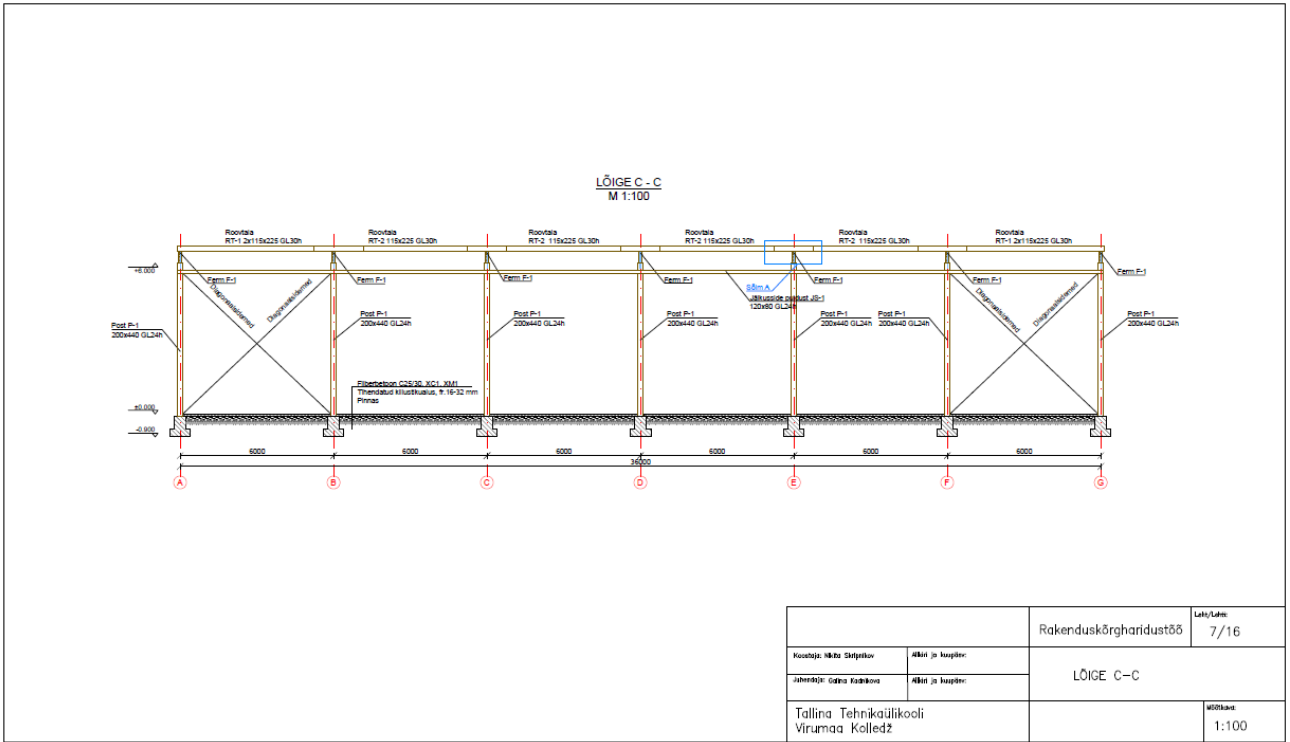 LÕIGE C - C
M 1:100
Roovtala
RT-1 2x115x225 GL30h
Roovtala
RT-2 115x225 GL30h
Roovtala
RT-2 115x225 GL30h
Roovtala
RT-2 115x225 GL30h
Roovtala
RT-2 115x225 GL30h
Roovtala
RT-1 2x115x225 GL30h
+6.000
Ferm F-1
Ferm F-1
Ferm F-1
Ferm F-1
Ferm F-1
Ferm F-1
Ferm F-1
Sõlm A
Jäikusside puidust JS-1
120x80 GL24h
Diagonaalsidemed
Diagonaalsidemed
Diagonaalsidemed
Diagonaalsidemed
Post P-1
200x440 GL24h
Post P-1
200x440 GL24h
Post P-1
200x440 GL24h
Post P-1
200x440 GL24h
Post P-1
200x440 GL24h
Post P-1
200x440 GL24h
Post P-1
200x440 GL24h
Fiberbetoon C25/30, XC1, XM1
Tihendatud killustikualus, fr.16-32 mm
Pinnas
±0.000
-0.900
6000
6000
6000
6000
6000
6000
36000
A
B
C
D
E
F
G
Rakenduskõrgharidustöö
Leht/Lehti:
7/16
Koostaja: Nikita Skripnikov
Allkiri ja kuupäev:
Juhendaja: Galina Kadnikova
Allkiri ja kuupäev:
LÕIGE C-C
Tallina Tehnikaülikooli
Virumaa Kolledž
Mõõtkava:
1:100